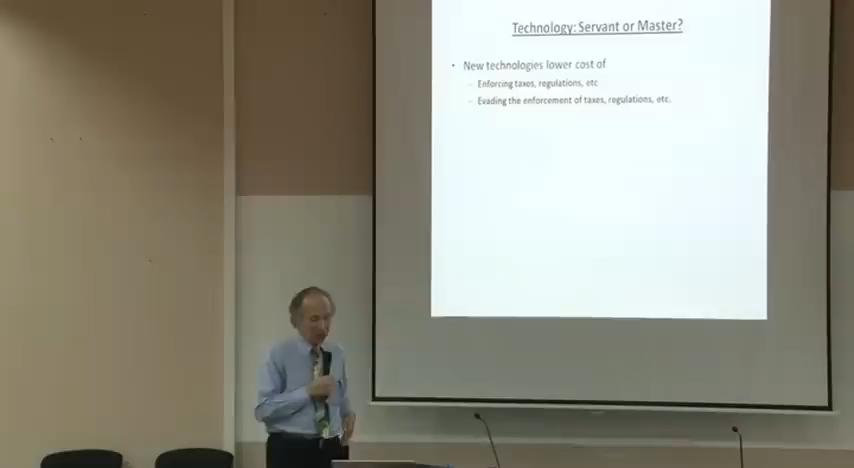 Technology: Servant or Master?
• New technologies lower cost of
– Enforcing taxes, regulations, etc
– Evading the enforcement of taxes, regulations, etc.